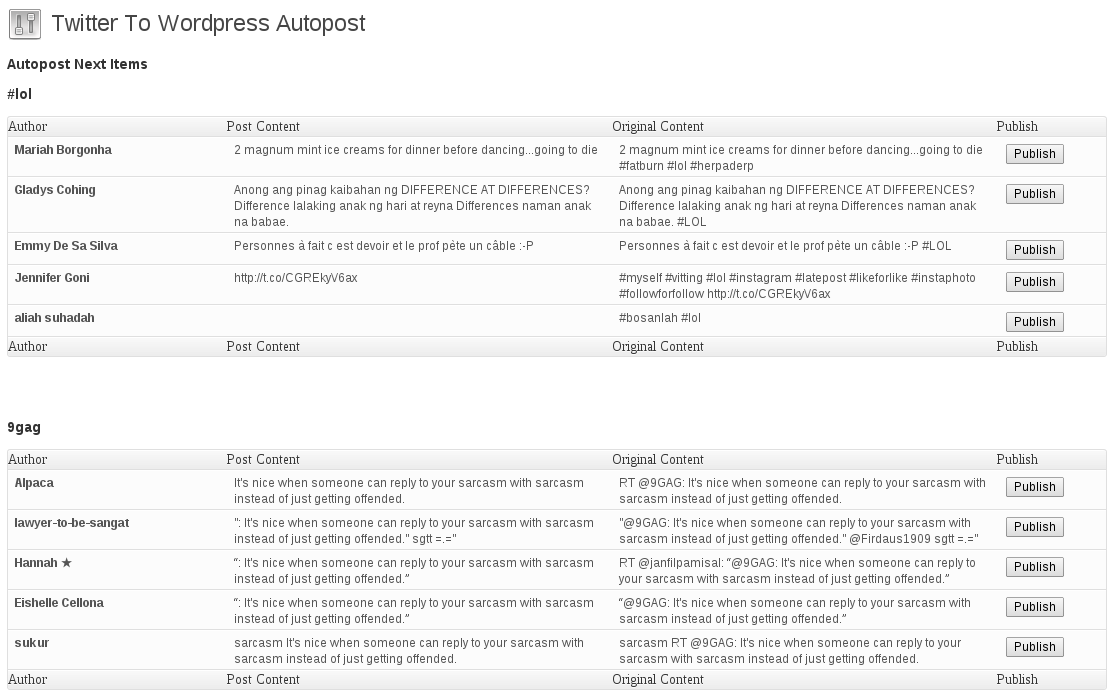 Twitter To Wordpress Autopost
Autopost Next Items
#lol
Author Post Content Original Content Publish
Mariah Borgonha 2 magnum mint ice creams for dinner before dancing...going to die 2 magnum mint ice creams for dinner before dancing...going to die Publish
#fatburn #lol #herpaderp
Gladys Cohing Anong ang pinag kaibahan ng DIFFERENCE AT DIFFERENCES? Anong ang pinag kaibahan ng DIFFERENCE AT DIFFERENCES? Publish
Difference lalaking anak ng hari at reyna Differences naman anak Difference lalaking anak ng hari at reyna Differences naman anak
na babae. na babae. #LOL
Emmy De Sa Silva Personnes à fait c est devoir et le prof pète un câble :-P Personnes à fait c est devoir et le prof pète un câble :-P #LOL Publish
Jennifer Goni http://t.co/CGREkyV6ax #myself #vitting #lol #instagram #latepost #likeforlike #instaphoto Publish
#followforfollow http://t.co/CGREkyV6ax
aliah suhadah #bosanlah #lol Publish
Author Post Content Original Content Publish
9gag
Author Post Content Original Content Publish
Alpaca It's nice when someone can reply to your sarcasm with sarcasm RT @9GAG: It's nice when someone can reply to your sarcasm with Publish
instead of just getting offended. sarcasm instead of just getting offended.
lawyer-to-be-sangat ": It's nice when someone can reply to your sarcasm with sarcasm "@9GAG: It's nice when someone can reply to your sarcasm with Publish
instead of just getting offended." sgtt =.=" sarcasm instead of just getting offended." @Firdaus1909 sgtt =.="
Hannah ★ “: It's nice when someone can reply to your sarcasm with sarcasm RT @janfilpamisal: “@9GAG: It's nice when someone can reply to Publish
instead of just getting offended.” your sarcasm with sarcasm instead of just getting offended.”
Eishelle Cellona “: It's nice when someone can reply to your sarcasm with sarcasm “@9GAG: It's nice when someone can reply to your sarcasm with Publish
instead of just getting offended.” sarcasm instead of just getting offended.”
sukur sarcasm It's nice when someone can reply to your sarcasm with sarcasm RT @9GAG: It's nice when someone can reply to your Publish
sarcasm instead of just getting offended. sarcasm with sarcasm instead of just getting offended.
Author Post Content Original Content Publish